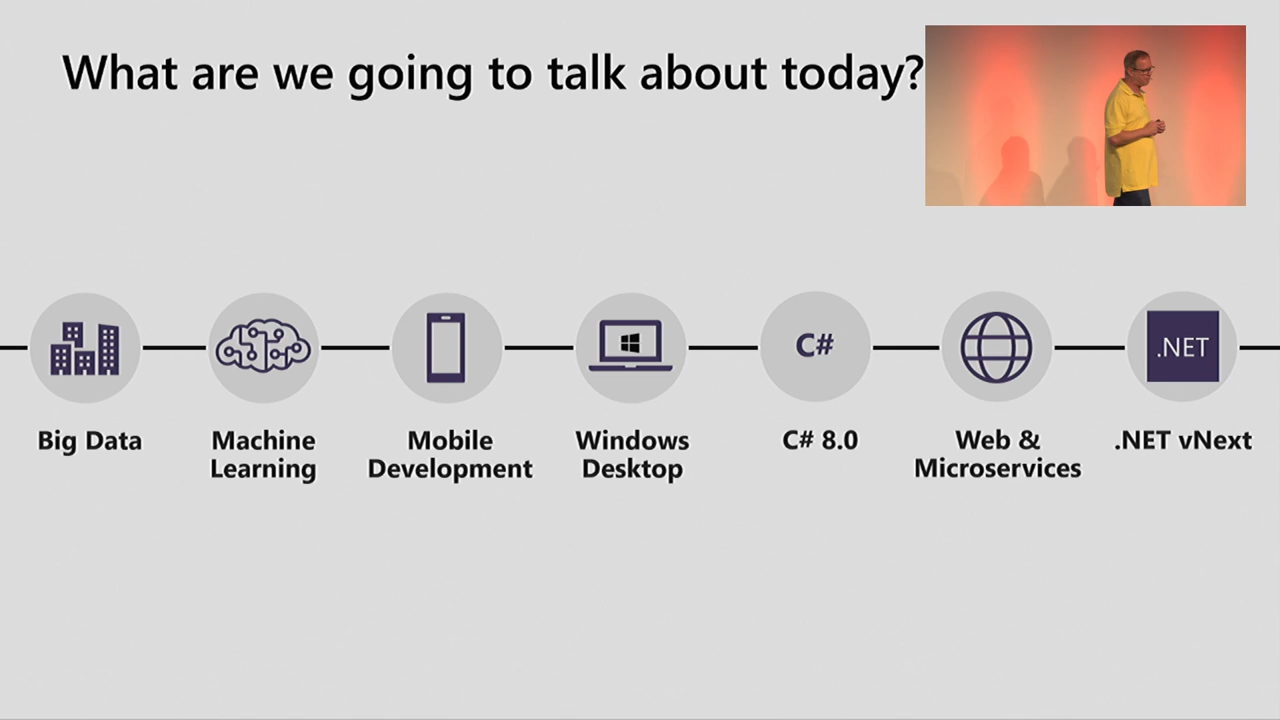 What are we going to talk about today?
C#
.NET
Big Data
Machine
Learning
Mobile
Development
Windows
Desktop
C# 8.0
Web &
Microservices
.NET vNext